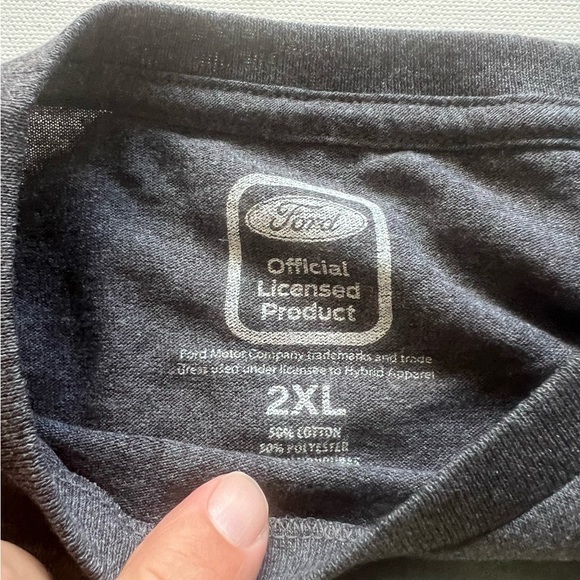 Ford
Official
Licensed
Product
Ford Motor Company trademarks and trade
dress used under license to Hybrid Apparel
2XL
50% COTTON
50% POLYESTER